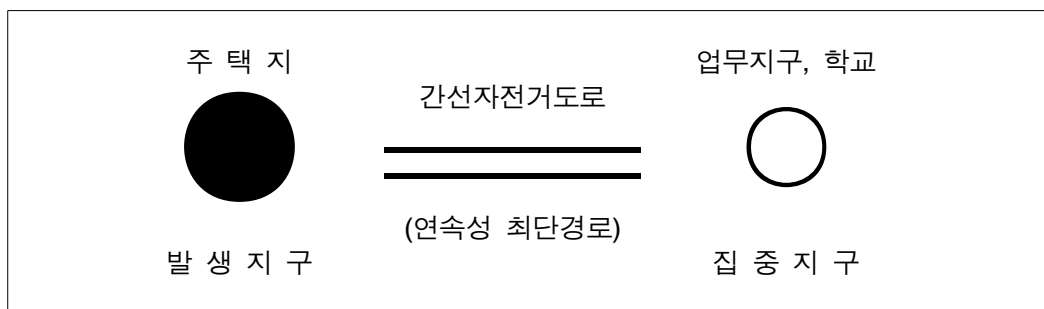 주 택 지
업무지구, 학교
간선자전거도로
(연속성 최단경로)
발 생 지 구
집 중 지 구